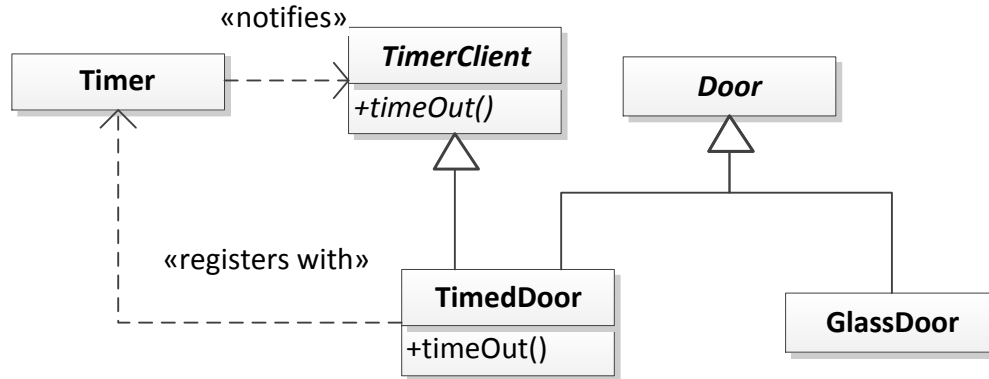 «notifies»
TimerClient
Timer
+timeOut()
Door
«registers with»
TimedDoor
+timeOut()
GlassDoor